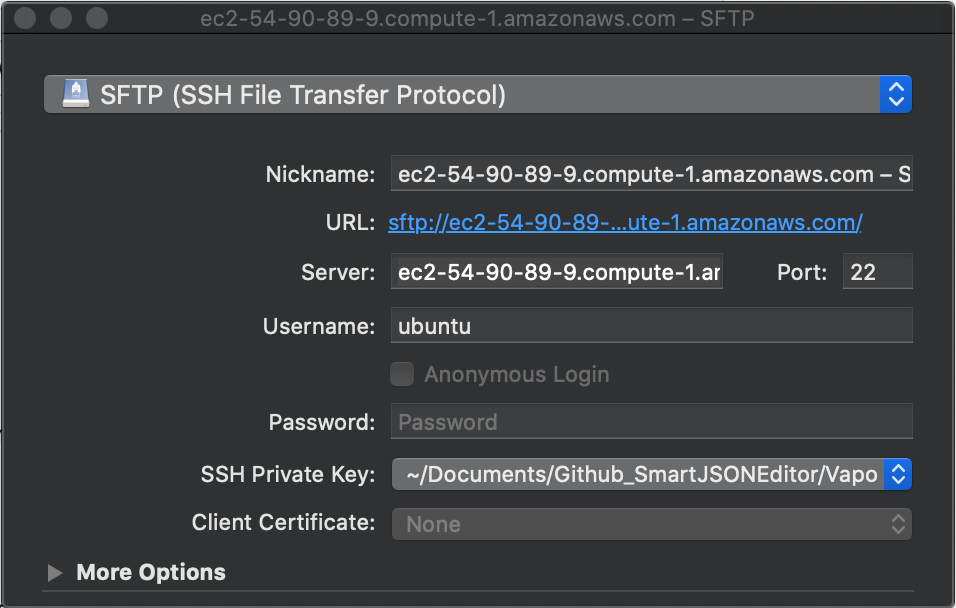 ec2-54-90-89-9.compute-1.amazonaws.com – SFTP
SFTP (SSH File Transfer Protocol)
Nickname: ec2-54-90-89-9.compute-1.amazonaws.com – S
URL: sftp://ec2-54-90-89-...ute-1.amazonaws.com/
Server: ec2-54-90-89-9.compute-1.ar Port: 22
Username: ubuntu
Anonymous Login
Password: Password
SSH Private Key: ~/Documents/Github_SmartJSONEditor/Vapo
Client Certificate: None
More Options